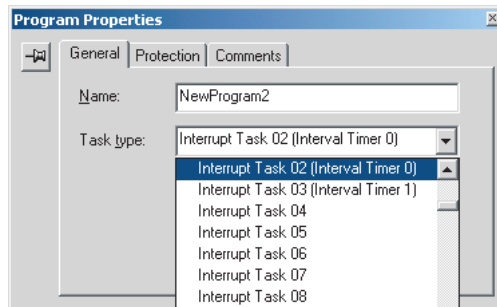 Program Properties
General Protection Comments
Name: NewProgram2
Task type: Interrupt Task 02 (Interval Timer 0)
Interrupt Task 02 (Interval Timer 0)
Interrupt Task 03 (Interval Timer 1)
Interrupt Task 04
Interrupt Task 05
Interrupt Task 06
Interrupt Task 07
Interrupt Task 08